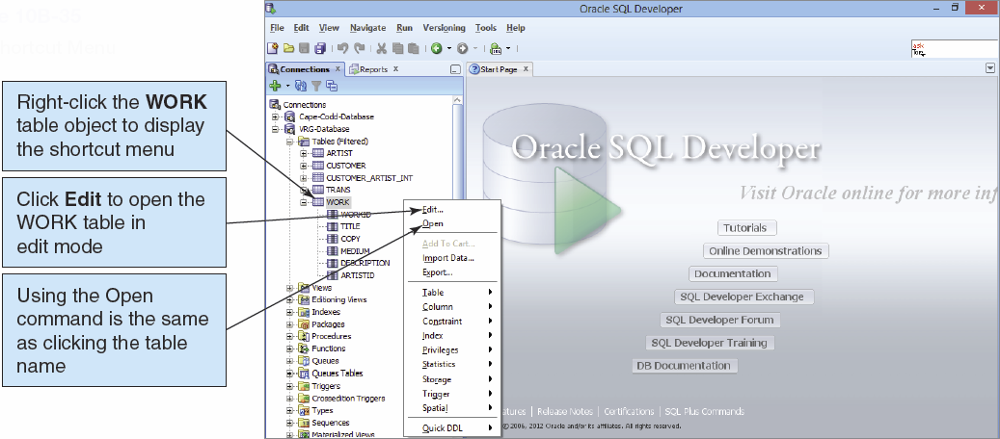 Oracle SQL Developer
File Edit View Navigate Run Versioning Tools Help
Connections
Reports
Start Page
Right-click the WORK
table object to display
the shortcut menu
Click Edit to open the
WORK table in
edit mode
Using the Open
command is the same
as clicking the table
name
Connections
Cape-Codd-Database
VRG-Database
Tables (Filtered)
ARTIST
CUSTOMER
CUSTOMER_ARTIST_INT
TRANS
WORK
WORKID
TITLE
COPY
MEDIUM
DESCRIPTION
ARTISTID
Views
Editioning Views
Indexes
Packages
Procedures
Functions
Queues
Queues Tables
Triggers
Crossedition Triggers
Types
Sequences
Materialized Views
Edit...
Open
Add To Cart...
Import Data...
Export...
Table
Column
Constraint
Index
Privileges
Statistics
Storage
Trigger
Spatial
Quick DDL
Oracle SQL Developer
Visit Oracle online for more inf
Tutorials
Online Demonstrations
Documentation
SQL Developer Exchange
SQL Developer Forum
SQL Developer Training
DB Documentation
atures | Release Notes | Certifications | SQL Plus Commands
© 2006, 2012 Oracle and/or its affiliates. All rights reserved.